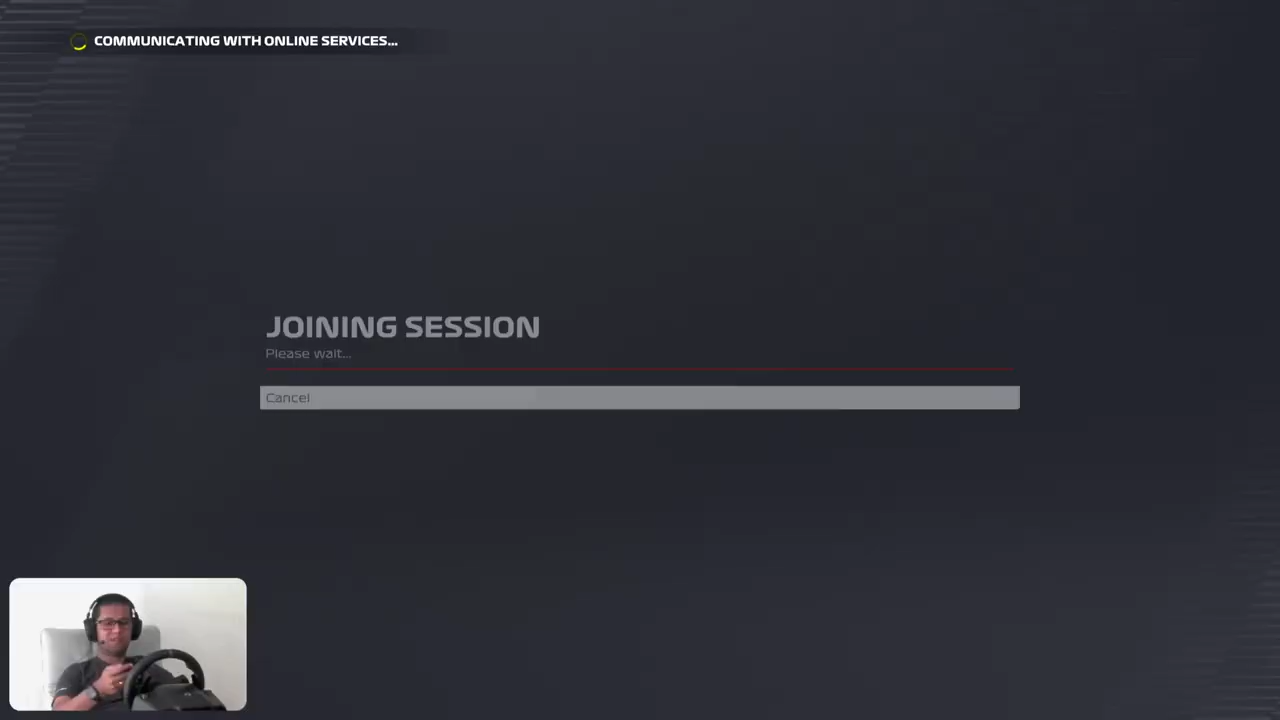 COMMUNICATING WITH ONLINE SERVICES...
JOINING SESSION
Please wait...
Cancel